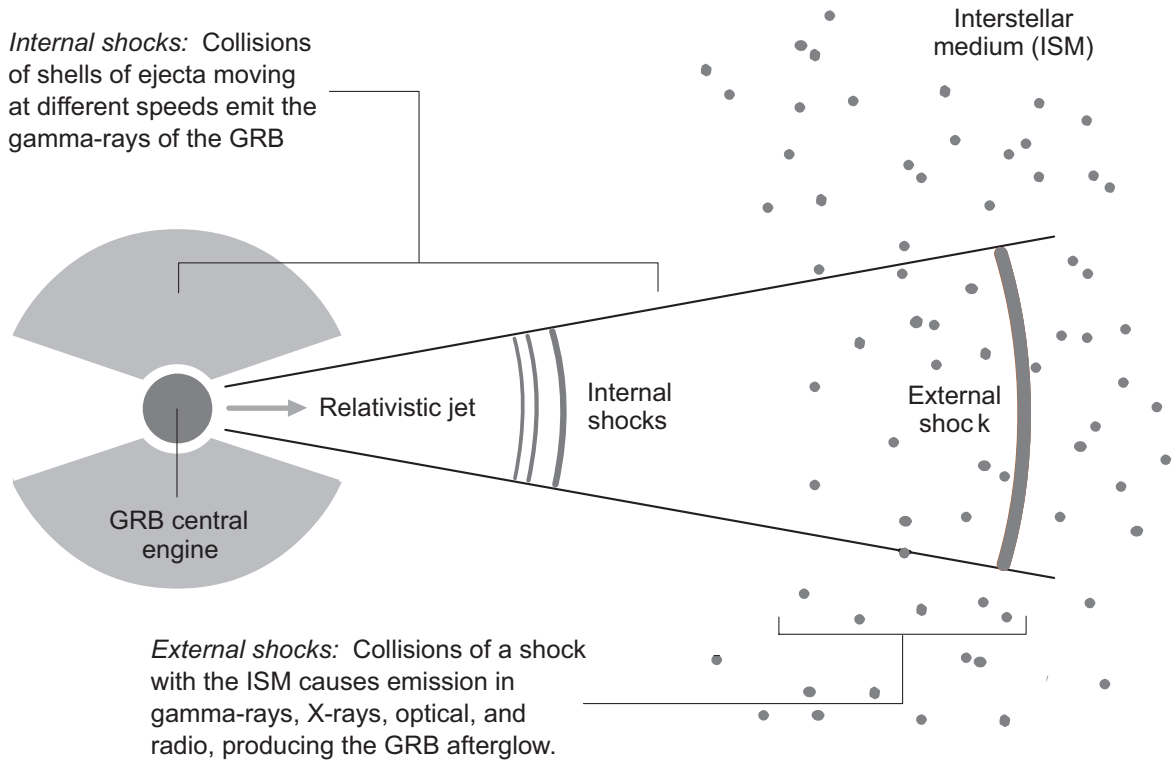 Internal shocks: Collisions
of shells of ejecta moving
at different speeds emit the
gamma-rays of the GRB
Interstellar
medium (ISM)
Relativistic jet
Internal
shocks
External
shock
GRB central
engine
External shocks: Collisions of a shock
with the ISM causes emission in
gamma-rays, X-rays, optical, and
radio, producing the GRB afterglow.